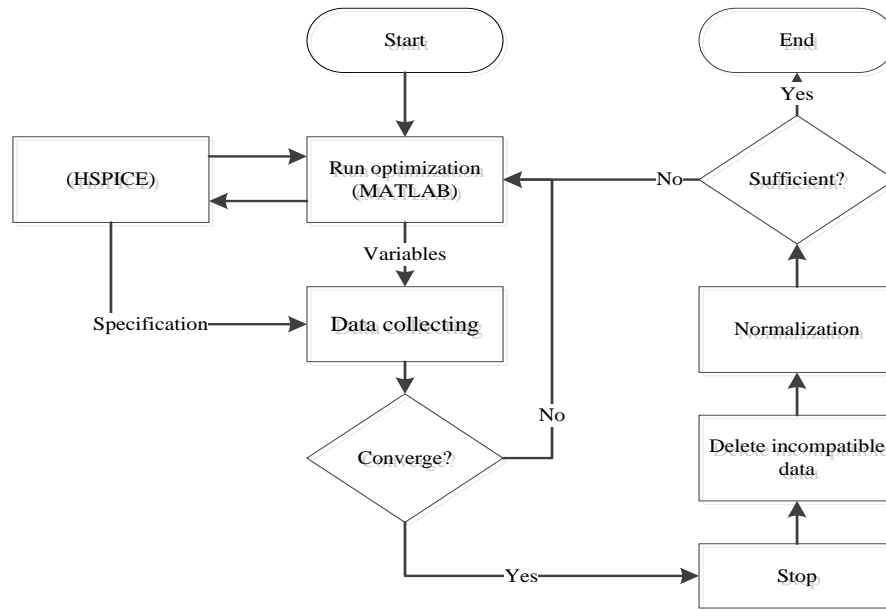 Start
End
Yes
(HSPICE)
Run optimization
(MATLAB)
No
Sufficient?
Variables
Specification
Data collecting
Normalization
No
Converge?
Delete incompatible
data
Yes
Stop